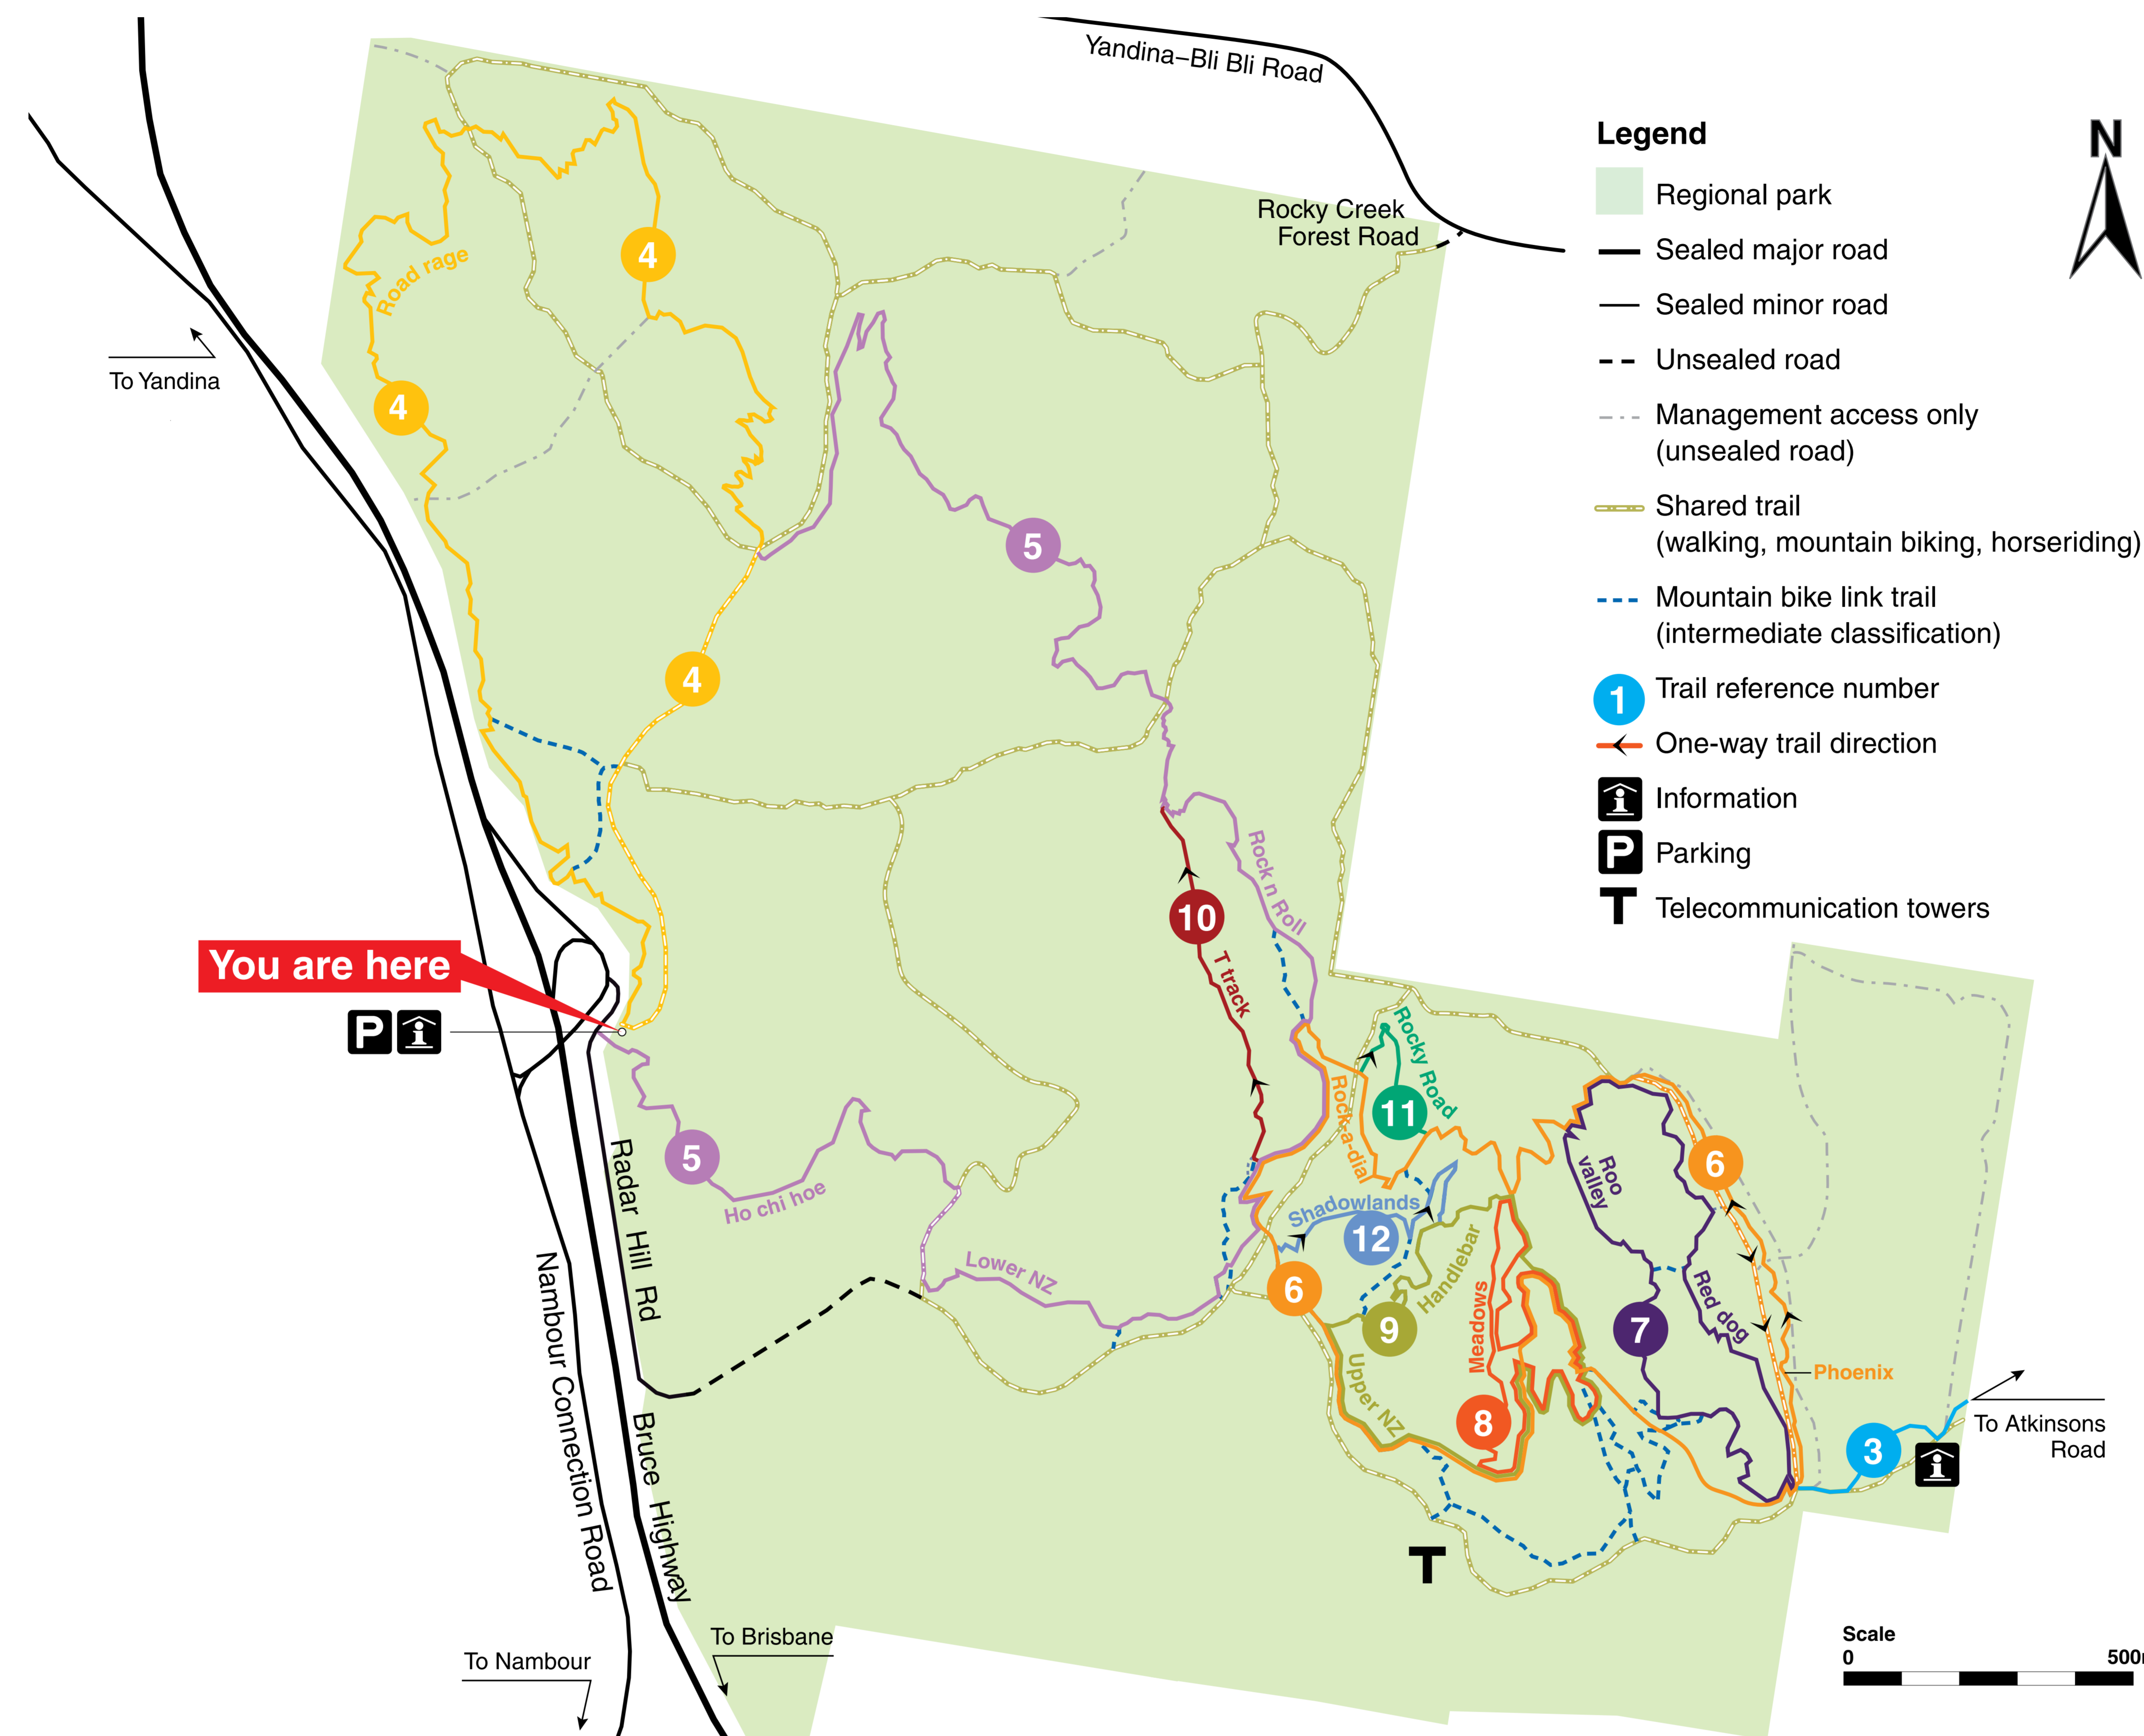 Yandina–Bli Bli Road
Rocky Creek
Forest Road
To Yandina
Road rage
4
4
4
5
Rock n Roll
10
T track
You are here
P
Rocky Road
11
Rock-a-dial
5
Ho chi hoe
Lower NZ
Shadowlands
12
6
9
Handlebar
Upper NZ
Meadows
8
Roo
valley
7
Red dog
6
Phoenix
3
To Atkinsons
Road
T
Radar Hill Rd
Nambour Connection Road
Bruce Highway
To Nambour
To Brisbane
Legend
Regional park
Sealed major road
Sealed minor road
Unsealed road
Management access only
(unsealed road)
Shared trail
(walking, mountain biking, horseriding)
Mountain bike link trail
(intermediate classification)
1 Trail reference number
One-way trail direction
i Information
P Parking
T Telecommunication towers
N
Scale
0 500m